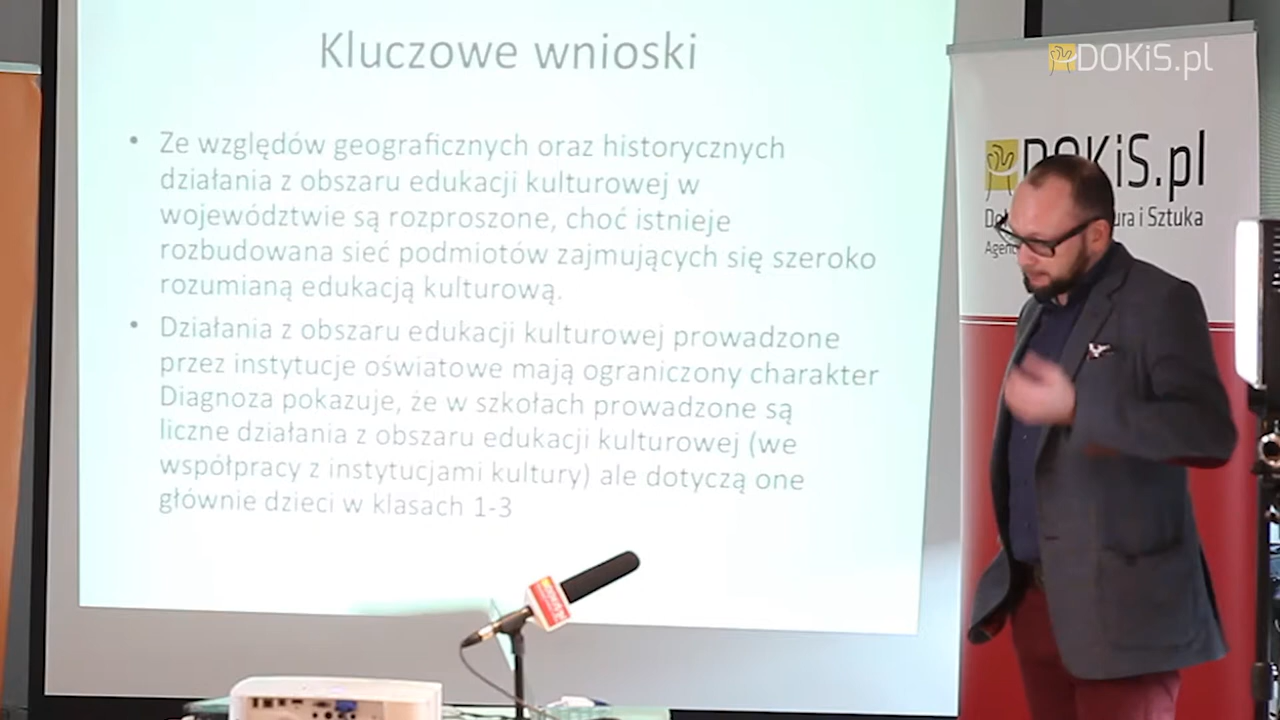 Kluczowe wnioski
• Ze względów geograficznych oraz historycznych
działania z obszaru edukacji kulturowej w
województwie są rozproszone, choć istnieje
rozbudowana sieć podmiotów zajmujących się szeroko
rozumianą edukacją kulturową.
• Działania z obszaru edukacji kulturowej prowadzone
przez instytucje oświatowe mają ograniczony charakter
Diagnoza pokazuje, że w szkołach prowadzone są
liczne działania z obszaru edukacji kulturowej (we
współpracy z instytucjami kultury) ale dotyczą one
głównie dzieci w klasach 1-3
DOKiS.pl
DOKiS.pl
i Sztuka